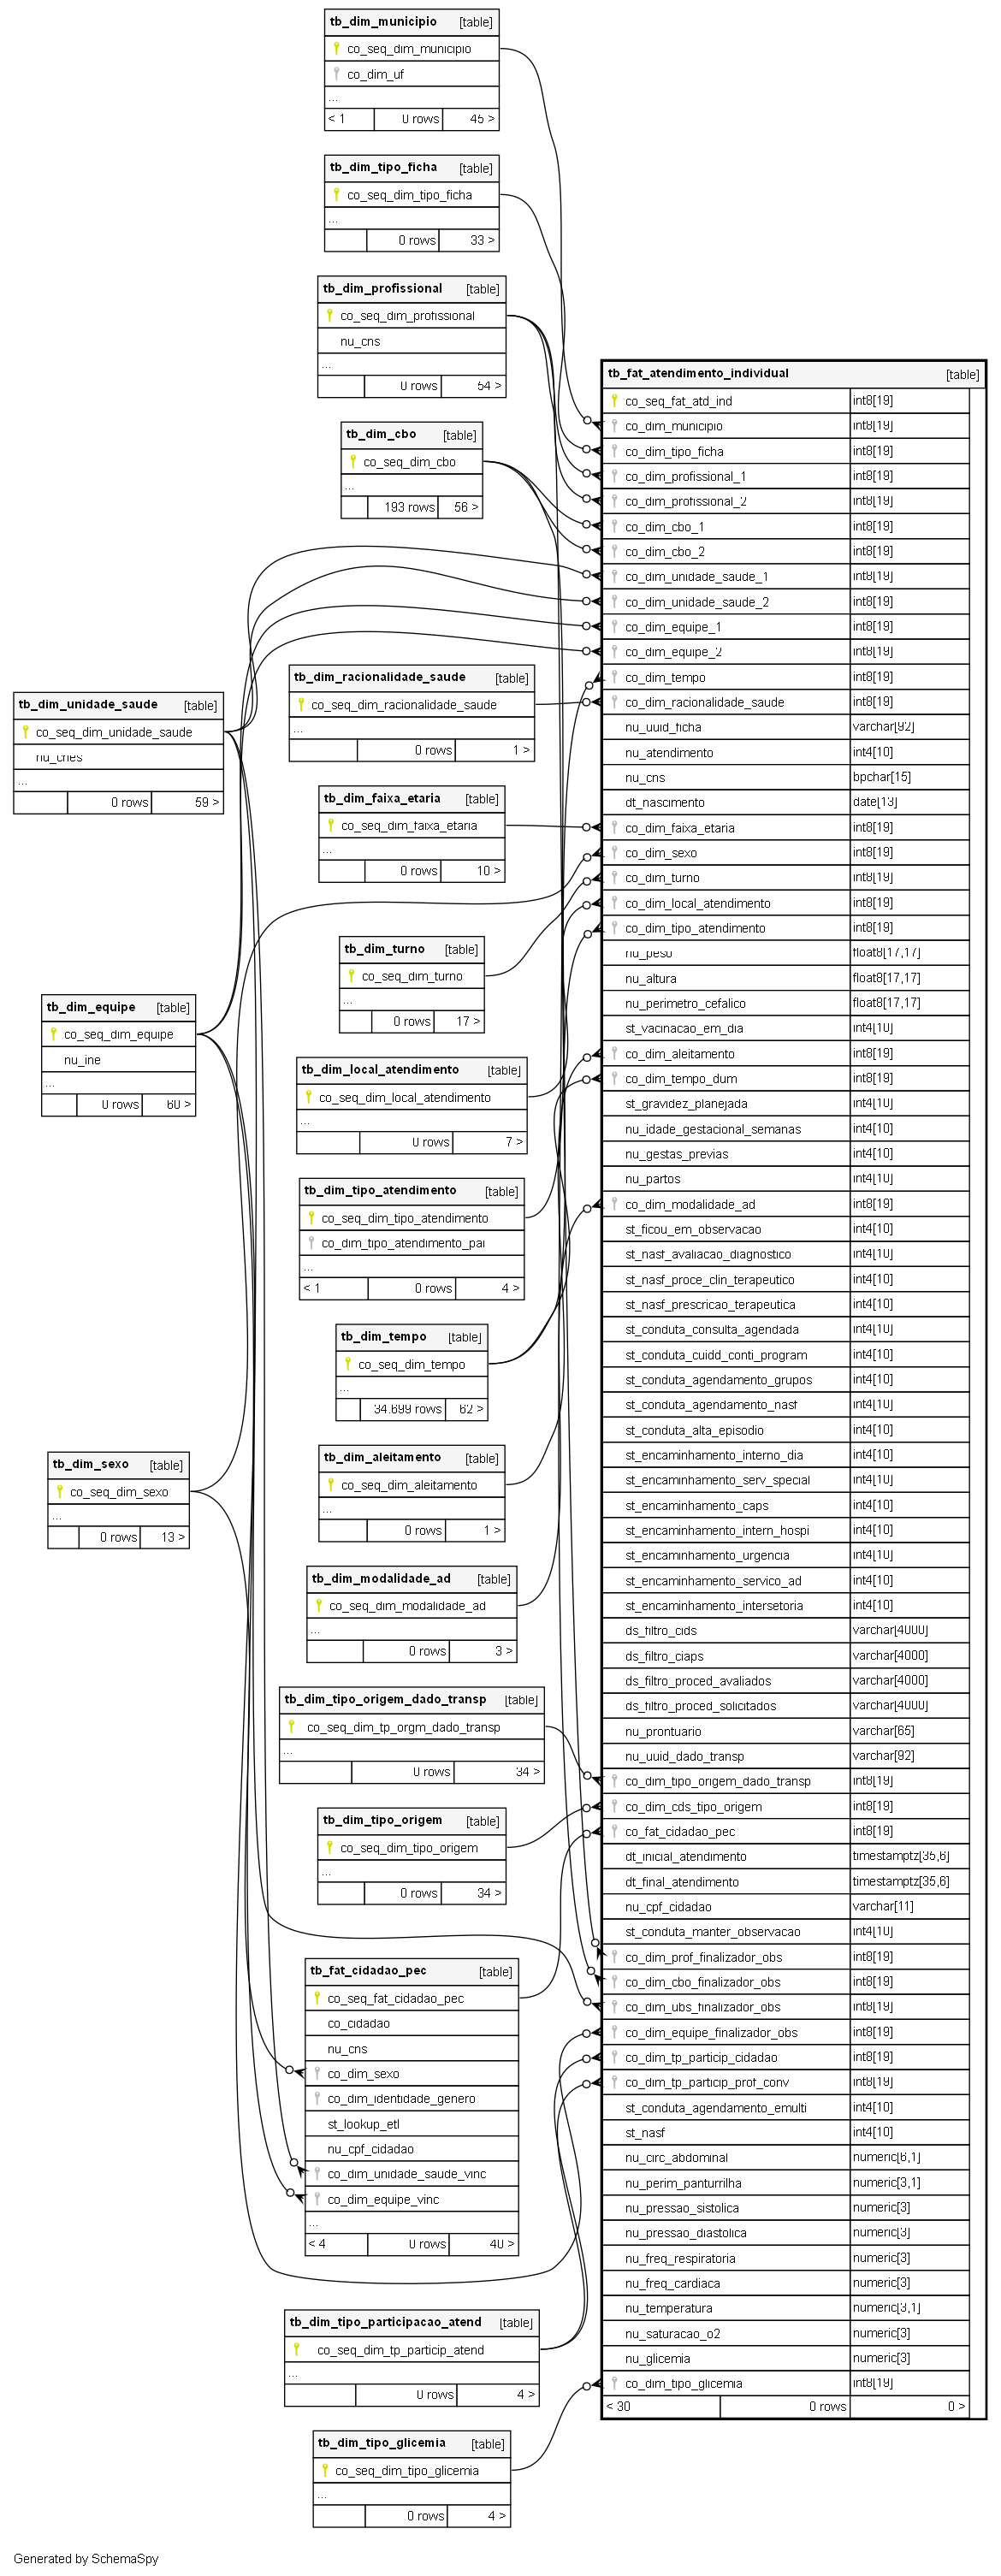 tb_dim_municipio [table]
co_seq_dim_municipio
co_dim_uf
...
< 1 0 rows 45 >
tb_dim_tipo_ficha [table]
co_seq_dim_tipo_ficha
...
0 rows 33 >
tb_dim_profissional [table]
co_seq_dim_profissional
nu_cns
...
0 rows 54 >
tb_dim_cbo [table]
co_seq_dim_cbo
...
193 rows 56 >
tb_dim_unidade_saude [table]
co_seq_dim_unidade_saude
nu_cnes
...
0 rows 59 >
tb_dim_racionalidade_saude [table]
co_seq_dim_racionalidade_saude
...
0 rows 1 >
tb_dim_faixa_etaria [table]
co_seq_dim_faixa_etaria
...
0 rows 10 >
tb_dim_turno [table]
co_seq_dim_turno
...
0 rows 17 >
tb_dim_equipe [table]
co_seq_dim_equipe
nu_ine
...
0 rows 60 >
tb_dim_local_atendimento [table]
co_seq_dim_local_atendimento
...
0 rows 7 >
tb_dim_tipo_atendimento [table]
co_seq_dim_tipo_atendimento
co_dim_tipo_atendimento_pai
...
< 1 0 rows 4 >
tb_dim_tempo [table]
co_seq_dim_tempo
...
34.699 rows 62 >
tb_dim_aleitamento [table]
co_seq_dim_aleitamento
...
0 rows 1 >
tb_dim_sexo [table]
co_seq_dim_sexo
...
0 rows 13 >
tb_dim_modalidade_ad [table]
co_seq_dim_modalidade_ad
...
0 rows 3 >
tb_dim_tipo_origem_dado_transp [table]
co_seq_dim_tp_orgm_dado_transp
...
0 rows 34 >
tb_dim_tipo_origem [table]
co_seq_dim_tipo_origem
...
0 rows 34 >
tb_fat_cidadao_pec [table]
co_seq_fat_cidadao_pec
co_cidadao
nu_cns
co_dim_sexo
co_dim_identidade_genero
st_lookup_etl
nu_cpf_cidadao
co_dim_unidade_saude_vinc
co_dim_equipe_vinc
...
< 4 0 rows 40 >
tb_dim_tipo_participacao_atend [table]
co_seq_dim_tp_particip_atend
...
0 rows 4 >
tb_dim_tipo_glicemia [table]
co_seq_dim_tipo_glicemia
...
0 rows 4 >
tb_fat_atendimento_individual [table]
co_seq_fat_atd_ind int8[19]
co_dim_municipio int8[19]
co_dim_tipo_ficha int8[19]
co_dim_profissional_1 int8[19]
co_dim_profissional_2 int8[19]
co_dim_cbo_1 int8[19]
co_dim_cbo_2 int8[19]
co_dim_unidade_saude_1 int8[19]
co_dim_unidade_saude_2 int8[19]
co_dim_equipe_1 int8[19]
co_dim_equipe_2 int8[19]
co_dim_tempo int8[19]
co_dim_racionalidade_saude int8[19]
nu_uuid_ficha varchar[92]
nu_atendimento int4[10]
nu_cns bpchar[15]
dt_nascimento date[13]
co_dim_faixa_etaria int8[19]
co_dim_sexo int8[19]
co_dim_turno int8[19]
co_dim_local_atendimento int8[19]
co_dim_tipo_atendimento int8[19]
nu_peso float8[17,17]
nu_altura float8[17,17]
nu_perimetro_cefalico float8[17,17]
st_vacinacao_em_dia int4[10]
co_dim_aleitamento int8[19]
co_dim_tempo_dum int8[19]
st_gravidez_planejada int4[10]
nu_idade_gestacional_semanas int4[10]
nu_gestas_previas int4[10]
nu_partos int4[10]
co_dim_modalidade_ad int8[19]
st_ficou_em_observacao int4[10]
st_nasf_avaliacao_diagnostico int4[10]
st_nasf_proce_clin_terapeutico int4[10]
st_nasf_prescricao_terapeutica int4[10]
st_conduta_consulta_agendada int4[10]
st_conduta_cuidd_conti_program int4[10]
st_conduta_agendamento_grupos int4[10]
st_conduta_agendamento_nasf int4[10]
st_conduta_alta_episodio int4[10]
st_encaminhamento_interno_dia int4[10]
st_encaminhamento_serv_special int4[10]
st_encaminhamento_caps int4[10]
st_encaminhamento_intern_hospi int4[10]
st_encaminhamento_urgencia int4[10]
st_encaminhamento_servico_ad int4[10]
st_encaminhamento_intersetoria int4[10]
ds_filtro_cids varchar[4000]
ds_filtro_ciaps varchar[4000]
ds_filtro_proced_avaliados varchar[4000]
ds_filtro_proced_solicitados varchar[4000]
nu_prontuario varchar[65]
nu_uuid_dado_transp varchar[92]
co_dim_tipo_origem_dado_transp int8[19]
co_dim_cds_tipo_origem int8[19]
co_fat_cidadao_pec int8[19]
dt_inicial_atendimento timestamptz[35,6]
dt_final_atendimento timestamptz[35,6]
nu_cpf_cidadao varchar[11]
st_conduta_manter_observacao int4[10]
co_dim_prof_finalizador_obs int8[19]
co_dim_cbo_finalizador_obs int8[19]
co_dim_ubs_finalizador_obs int8[19]
co_dim_equipe_finalizador_obs int8[19]
co_dim_tp_particip_cidadao int8[19]
co_dim_tp_particip_prof_conv int8[19]
st_conduta_agendamento_emulti int4[10]
st_nasf int4[10]
nu_circ_abdominal numeric[6,1]
nu_perim_panturrilha numeric[3,1]
nu_pressao_sistolica numeric[3]
nu_pressao_diastolica numeric[3]
nu_freq_respiratoria numeric[3]
nu_freq_cardiaca numeric[3]
nu_temperatura numeric[3,1]
nu_saturacao_o2 numeric[3]
nu_glicemia numeric[3]
co_dim_tipo_glicemia int8[19]
< 30 0 rows 0 >
Generated by SchemaSpy